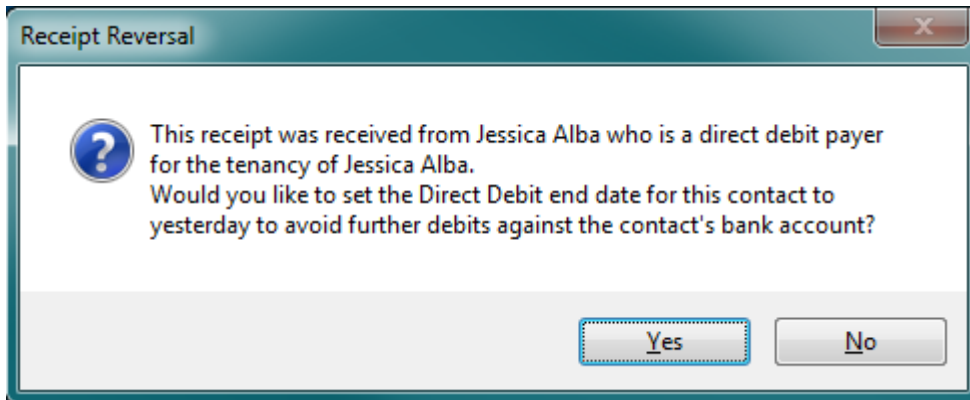 Receipt Reversal
This receipt was received from Jessica Alba who is a direct debit payer
for the tenancy of Jessica Alba.
Would you like to set the Direct Debit end date for this contact to
yesterday to avoid further debits against the contact's bank account?
Yes
No